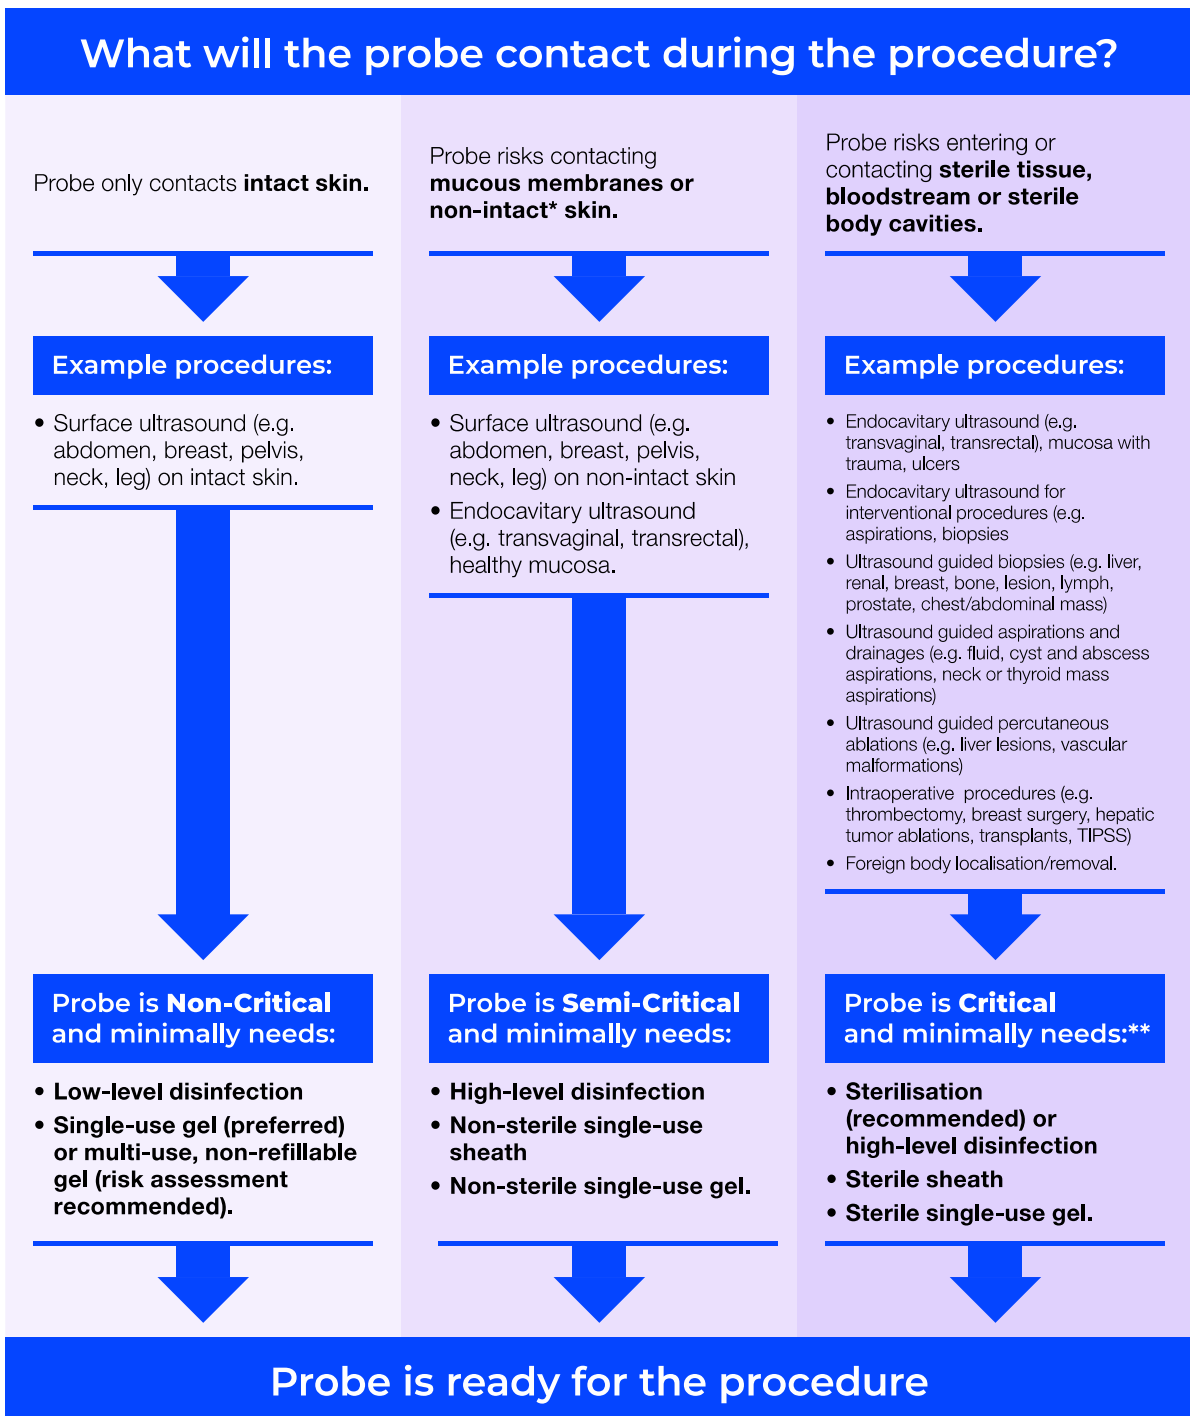 What will the probe contact during the procedure?
Probe only contacts intact skin.
Example procedures:
• Surface ultrasound (e.g.
abdomen, breast, pelvis,
neck, leg) on intact skin.
Probe is Non-Critical
and minimally needs:
• Low-level disinfection
• Single-use gel (preferred)
or multi-use, non-refillable
gel (risk assessment
recommended).
Probe risks contacting
mucous membranes or
non-intact* skin.
Example procedures:
• Surface ultrasound (e.g.
abdomen, breast, pelvis,
neck, leg) on non-intact skin
• Endocavitary ultrasound
(e.g. transvaginal, transrectal),
healthy mucosa.
Probe is Semi-Critical
and minimally needs:
• High-level disinfection
• Non-sterile single-use
sheath
• Non-sterile single-use gel.
Probe risks entering or
contacting sterile tissue,
bloodstream or sterile
body cavities.
Example procedures:
• Endocavitary ultrasound (e.g.
transvaginal, transrectal), mucosa with
trauma, ulcers
• Endocavitary ultrasound for
interventional procedures (e.g.
aspirations, biopsies
• Ultrasound guided biopsies (e.g. liver,
renal, breast, bone, lesion, lymph,
prostate, chest/abdominal mass)
• Ultrasound guided aspirations and
drainages (e.g. fluid, cyst and abscess
aspirations, neck or thyroid mass
aspirations)
• Ultrasound guided percutaneous
ablations (e.g. liver lesions, vascular
malformations)
• Intraoperative procedures (e.g.
thrombectomy, breast surgery, hepatic
tumor ablations, transplants, TIPSS)
• Foreign body localisation/removal.
Probe is Critical
and minimally needs:**
• Sterilisation
(recommended) or
high-level disinfection
• Sterile sheath
• Sterile single-use gel.
Probe is ready for the procedure